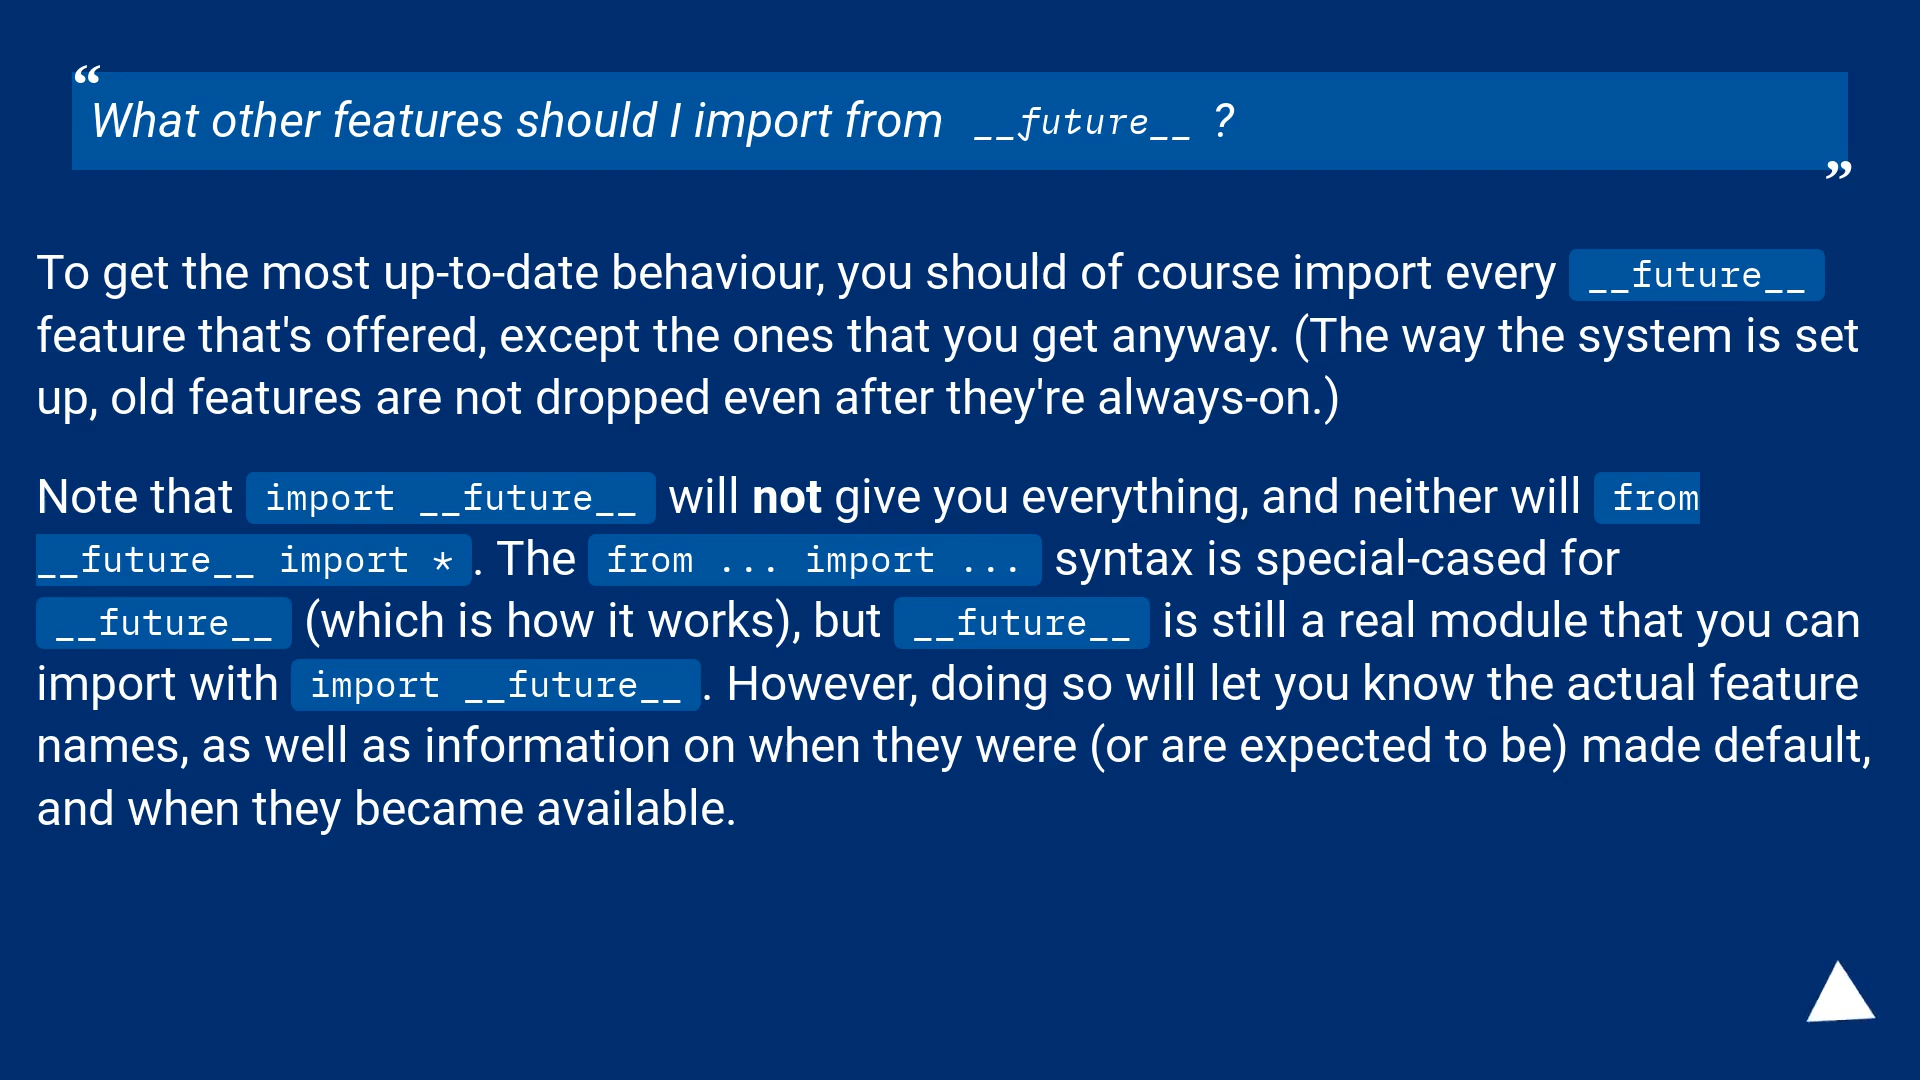 “
What other features should I import from __future__ ?
”
To get the most up-to-date behaviour, you should of course import every __future__
feature that's offered, except the ones that you get anyway. (The way the system is set
up, old features are not dropped even after they're always-on.)
Note that import __future__ will not give you everything, and neither will from
__future__ import *. The from ... import ... syntax is special-cased for
__future__ (which is how it works), but __future__ is still a real module that you can
import with import __future__. However, doing so will let you know the actual feature
names, as well as information on when they were (or are expected to be) made default,
and when they became available.